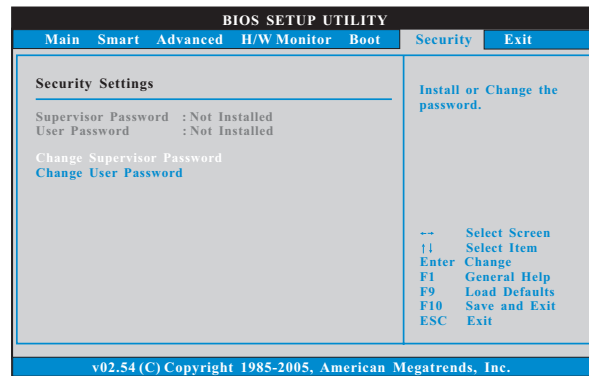 BIOS SETUP UTILITY
Main Smart Advanced H/W Monitor Boot Security Exit
Security Settings
Supervisor Password : Not Installed
User Password : Not Installed
Change Supervisor Password
Change User Password
Install or Change the
password.
←→ Select Screen
↑↓ Select Item
Enter Change
F1 General Help
F9 Load Defaults
F10 Save and Exit
ESC Exit
v02.54 (C) Copyright 1985-2005, American Megatrends, Inc.